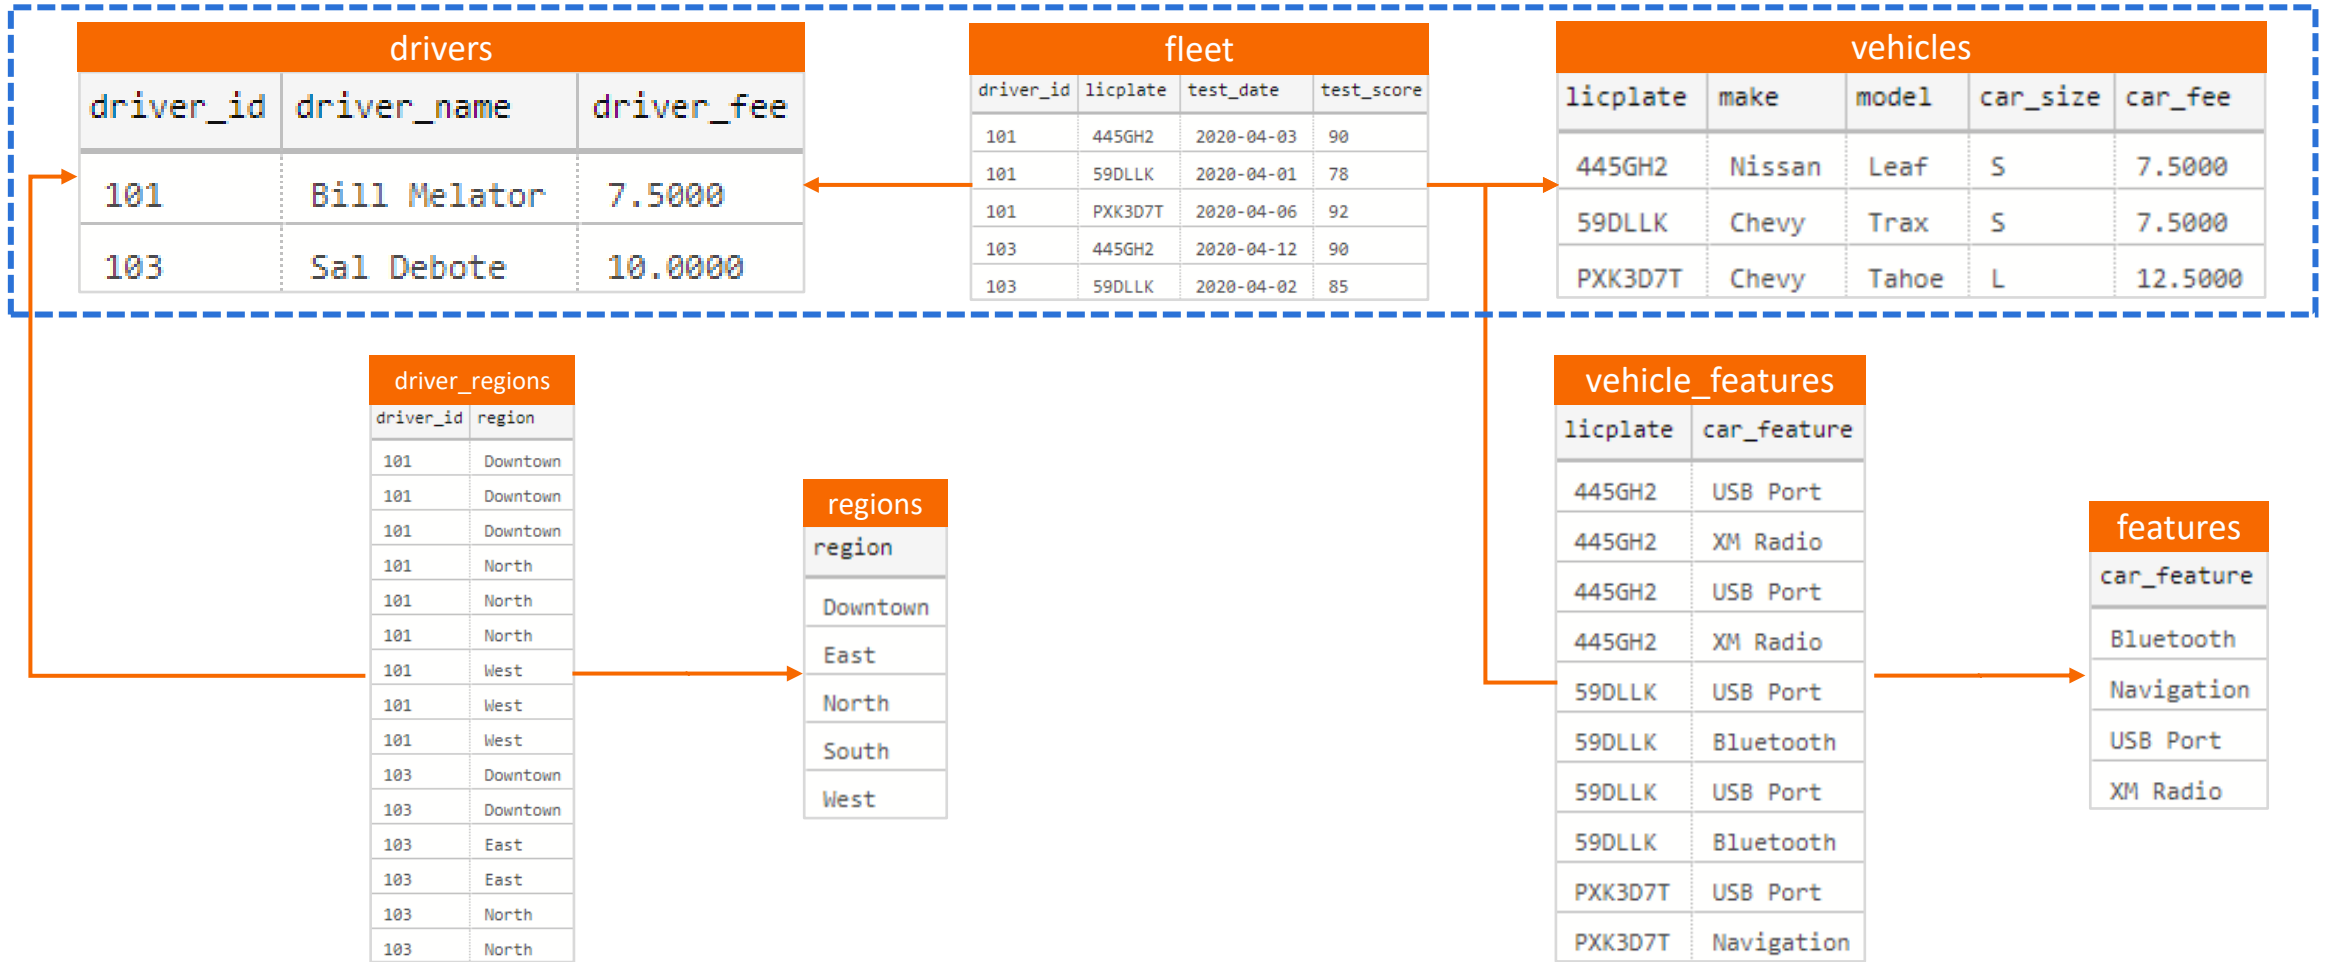 drivers
driver_id driver_name driver_fee
101 Bill Melator 7.5000
103 Sal Debote 10.0000
fleet
driver_id licplate test_date test_score
101 445GH2 2020-04-03 90
101 59DLLK 2020-04-01 78
101 PXK3D7T 2020-04-06 92
103 445GH2 2020-04-12 90
103 59DLLK 2020-04-02 85
vehicles
licplate make model car_size car_fee
445GH2 Nissan Leaf S 7.5000
59DLLK Chevy Trax S 7.5000
PXK3D7T Chevy Tahoe L 12.5000
driver_regions
driver_id region
101 Downtown
101 Downtown
101 Downtown
101 North
101 North
101 North
101 West
101 West
101 West
103 Downtown
103 Downtown
103 East
103 East
103 North
103 North
regions
region
Downtown
East
North
South
West
vehicle_features
licplate car_feature
445GH2 USB Port
445GH2 XM Radio
445GH2 USB Port
445GH2 XM Radio
59DLLK USB Port
59DLLK Bluetooth
59DLLK USB Port
59DLLK Bluetooth
PXK3D7T USB Port
PXK3D7T Navigation
features
car_feature
Bluetooth
Navigation
USB Port
XM Radio